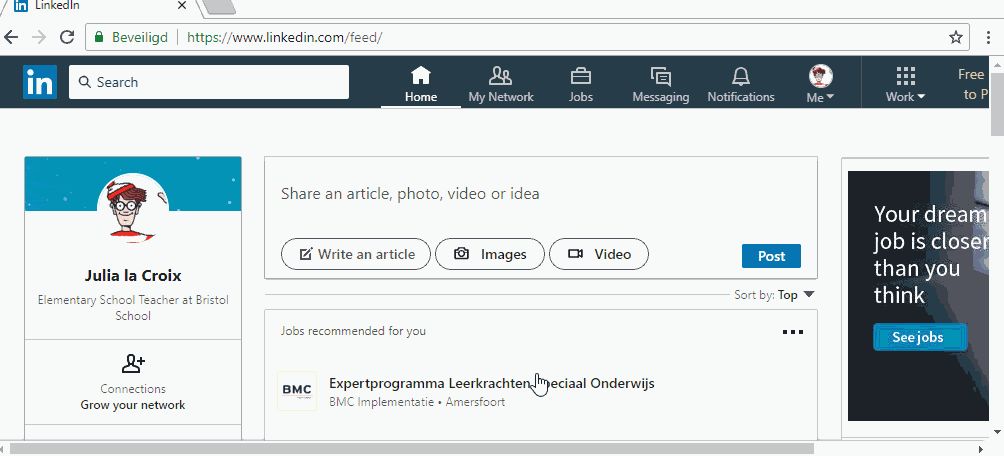 LinkedIn
Beveiligd
https://www.linkedin.com/feed/
in
Search
Home
My Network
Jobs
Messaging
Notifications
Me
Work
Free
to P
Julia la Croix
Elementary School Teacher at Bristol
School
Connections
Grow your network
Share an article, photo, video or idea
Write an article
Images
Video
Post
Sort by: Top
Jobs recommended for you
BMC
Expertprogramma Leerkrachten Speciaal Onderwijs
BMC Implementatie • Amersfoort
Your dream
job is closer
than you
think
See jobs